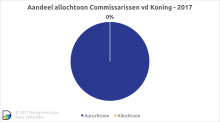 Aandeel allochtoon Commissarissen vd Koning - 2017
0%
Autochtoon Allochtoon